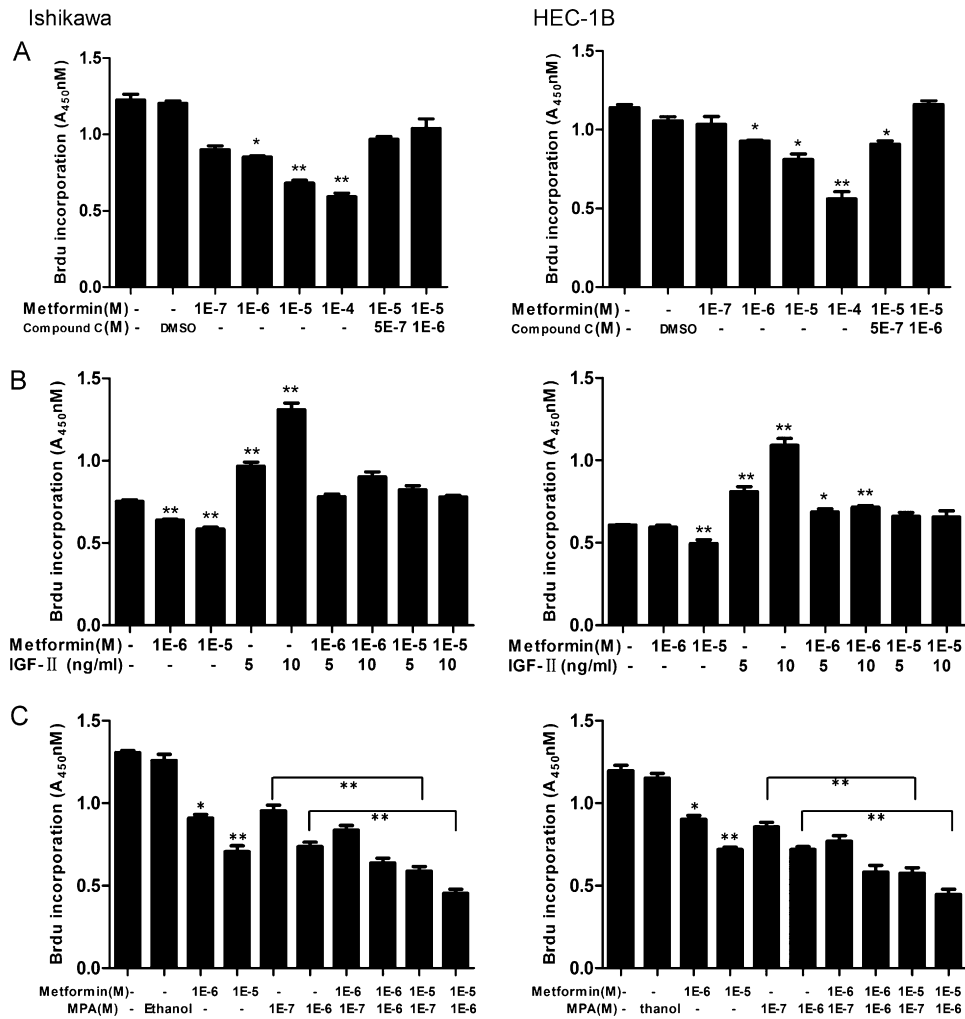 Ishikawa
HEC-1B
A
Brdu incorporation (A450nM)
1.5
1.0
0.5
0.0
* ** **
Metformin(M) - - 1E-7 1E-6 1E-5 1E-4 1E-5 1E-5
Compound C(M) - DMSO - - - - 5E-7 1E-6
Brdu incorporation (A450nM)
1.5
1.0
0.5
0.0
* * ** *
Metformin(M) - - 1E-7 1E-6 1E-5 1E-4 1E-5 1E-5
Compound C(M) - DMSO - - - - 5E-7 1E-6
B
Brdu incorporation (A450nM)
1.5
1.0
0.5
0.0
** ** ** **
Metformin(M) - 1E-6 1E-5 - - 1E-6 1E-6 1E-5 1E-5
IGF-II (ng/ml) - - - 5 10 5 10 5 10
Brdu incorporation (A450nM)
1.5
1.0
0.5
0.0
** ** ** * **
Metformin(M) - 1E-6 1E-5 - - 1E-6 1E-6 1E-5 1E-5
IGF-II (ng/ml) - - - 5 10 5 10 5 10
C
Brdu incorporation (A450nM)
1.5
1.0
0.5
0.0
* ** ** **
Metformin(M)- - 1E-6 1E-5 - - 1E-6 1E-6 1E-5 1E-5
MPA(M) - Ethanol - - 1E-7 1E-6 1E-7 1E-6 1E-7 1E-6
Brdu incorporation (A450nM)
1.5
1.0
0.5
0.0
* ** ** **
Metformin(M)- - 1E-6 1E-5 - - 1E-6 1E-6 1E-5 1E-5
MPA(M) - thanol - - 1E-7 1E-6 1E-7 1E-6 1E-7 1E-6